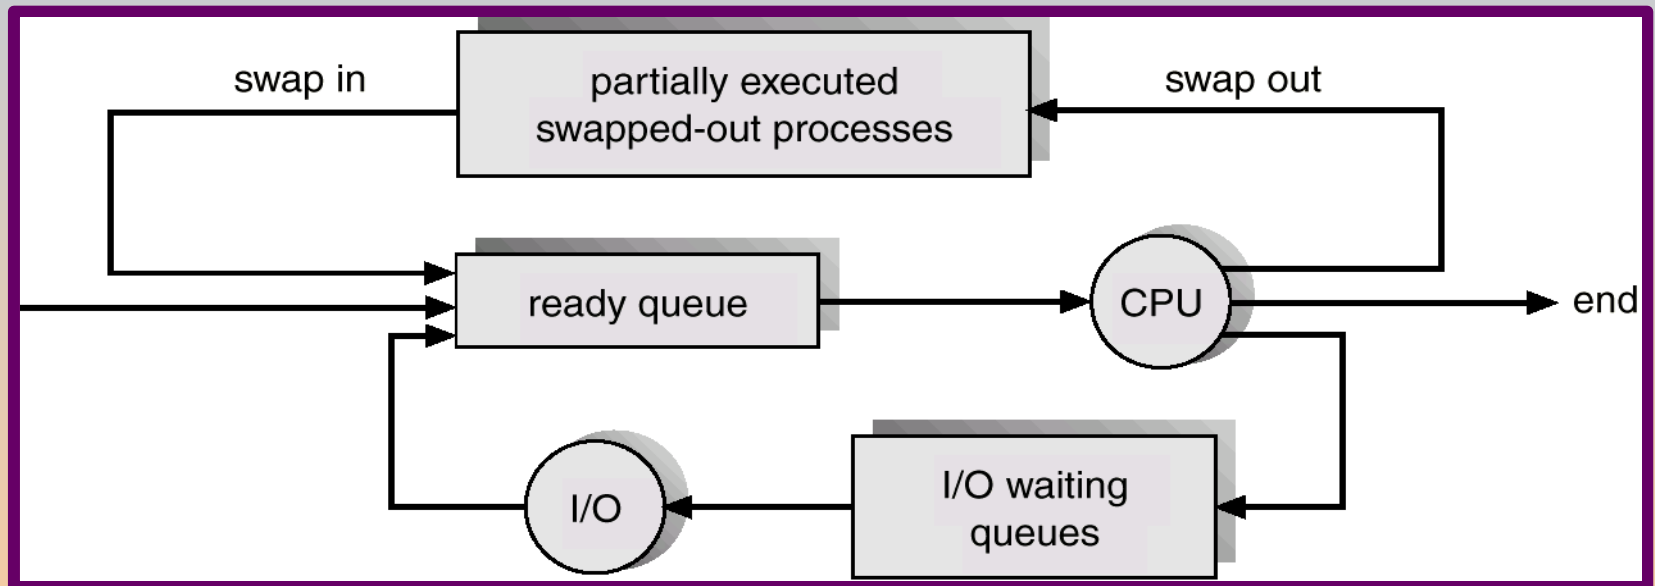 swap in
partially executed
swapped-out processes
swap out
ready queue
CPU
end
I/O
I/O waiting
queues